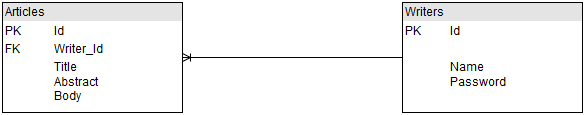 Articles
PK Id
FK Writer_Id
Title
Abstract
Body
Writers
PK Id
Name
Password